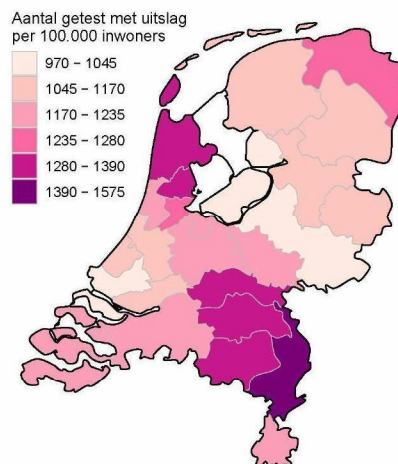 Aantal getest met uitslag
per 100.000 inwoners
970 – 1045
1045 – 1170
1170 – 1235
1235 – 1280
1280 – 1390
1390 – 1575